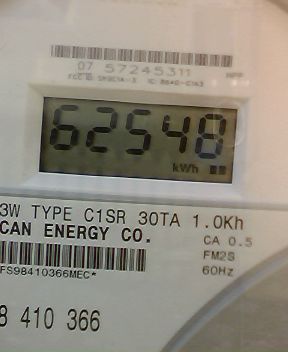 07 57245311
62548
kWh
3W TYPE C1SR 30TA 1.0Kh
CAN ENERGY CO.
CA 0.5
FM2S
60Hz
FS98410366MEC*
8 410 366